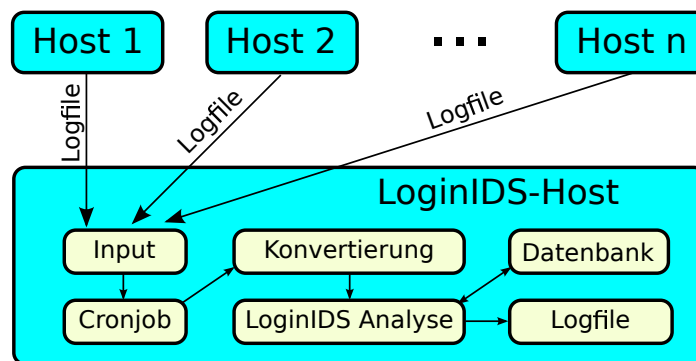 Host 1
Host 2
...
Host n
Logfile
Logfile
Logfile
LoginIDS-Host
Input
Konvertierung
Datenbank
Cronjob
LoginIDS Analyse
Logfile